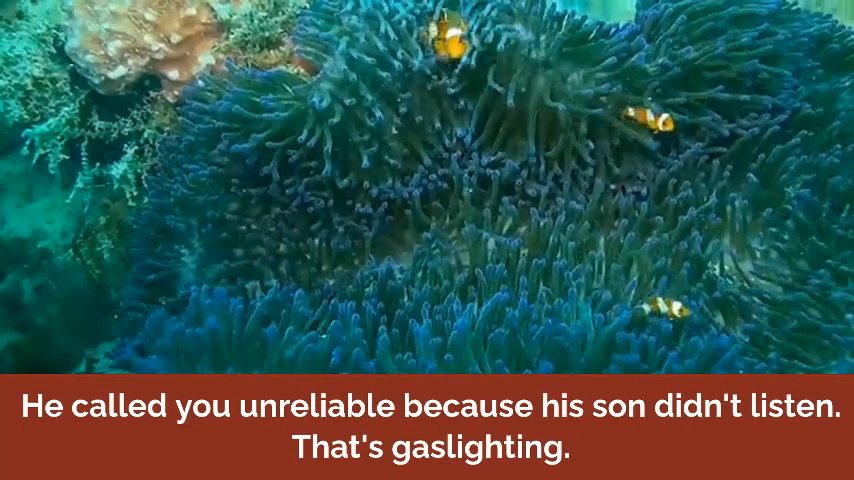 He called you unreliable because his son didn't listen.
That's gaslighting.